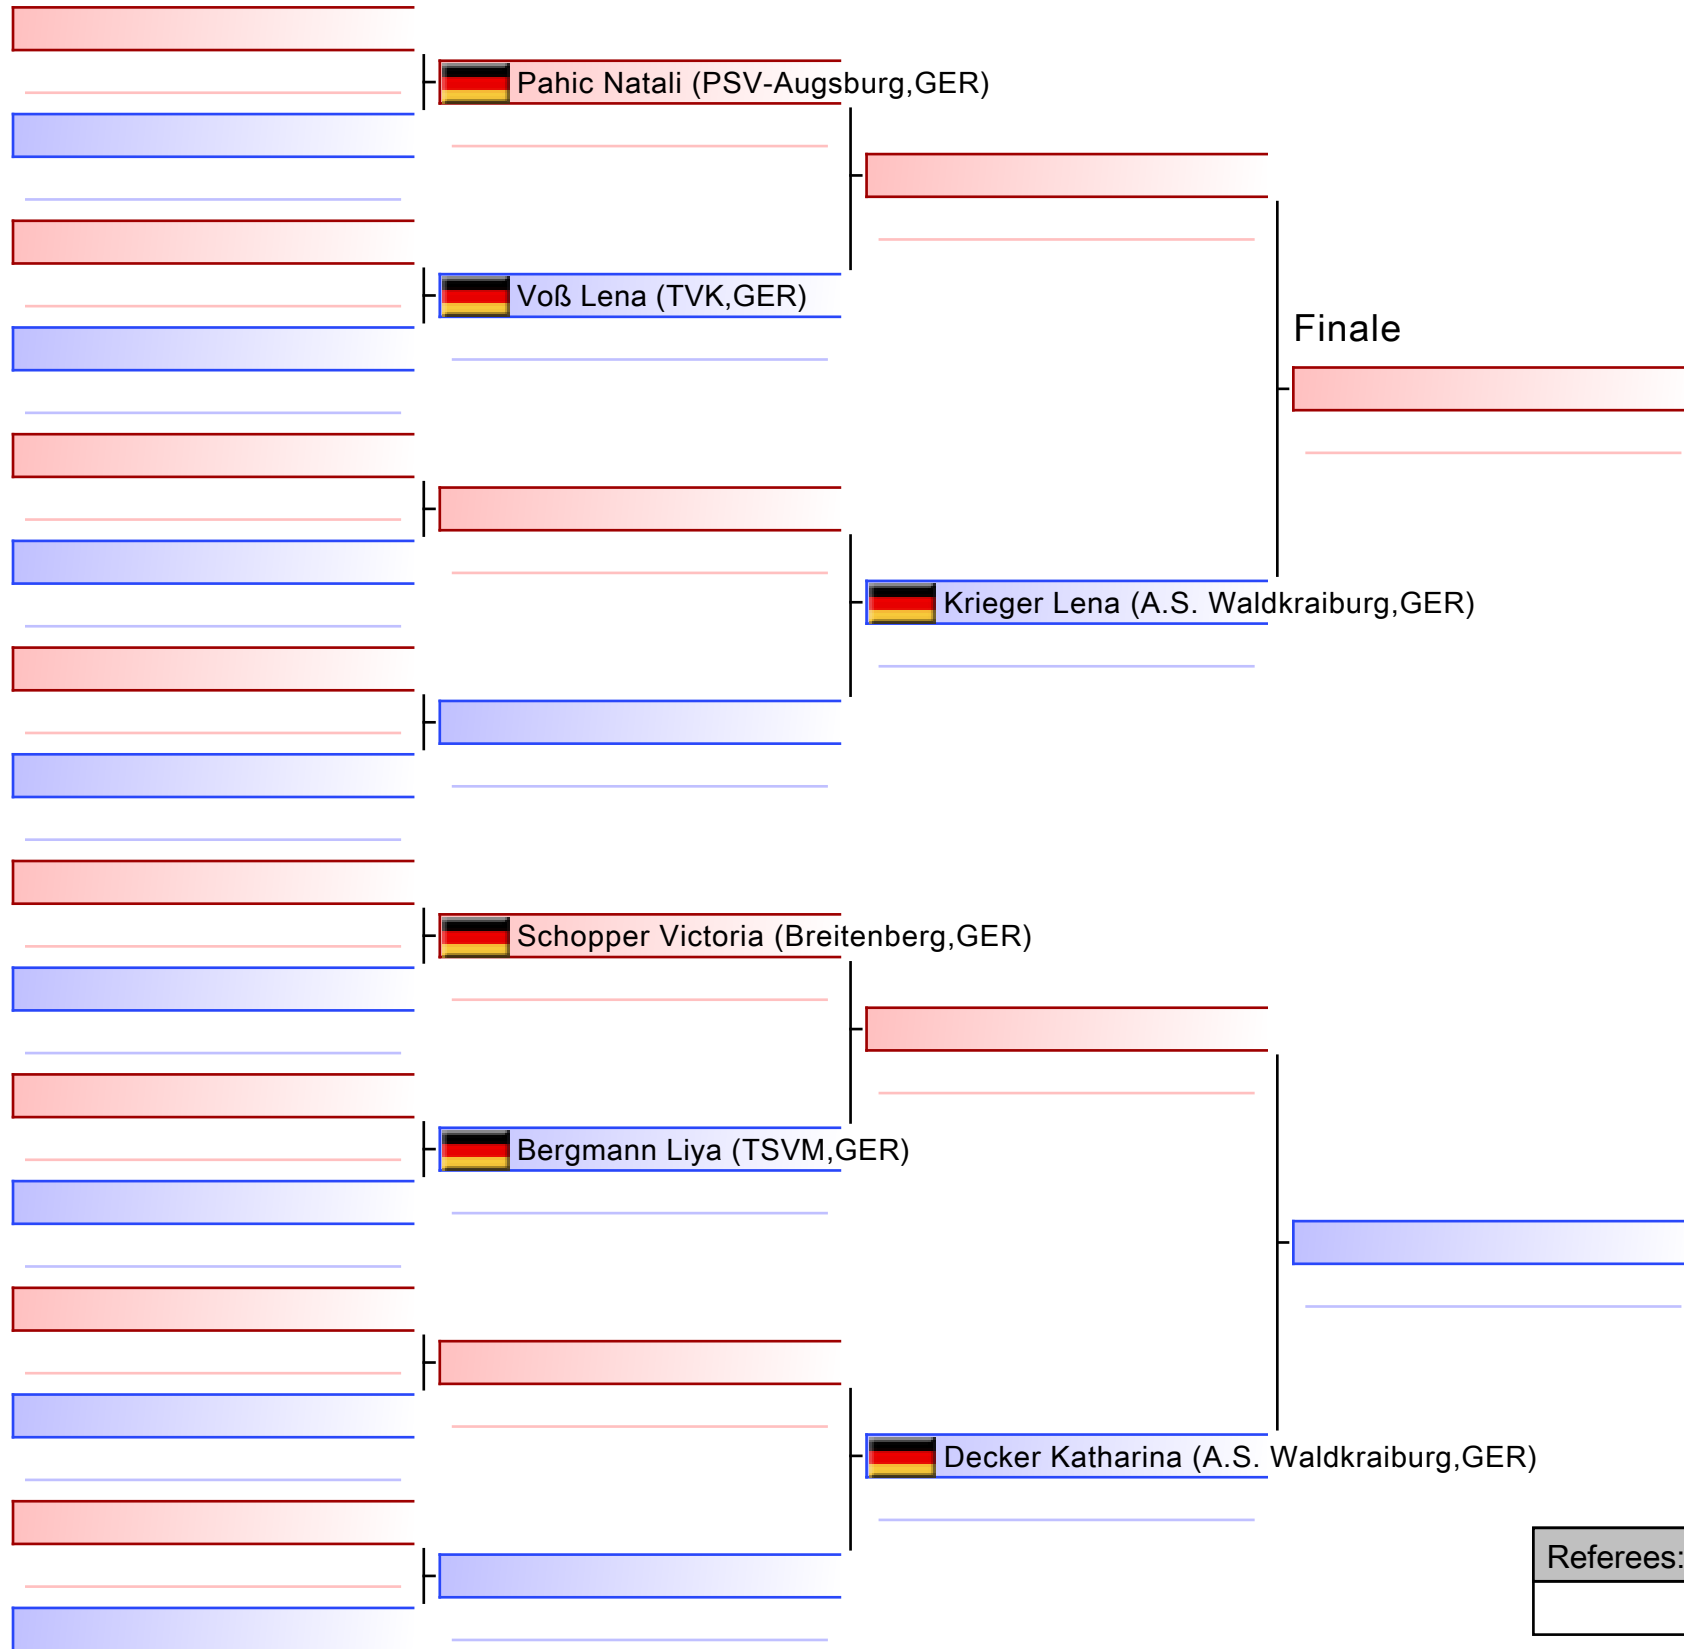 Pahic Natali (PSV-Augsburg,GER)
Voß Lena (TVK,GER)
Finale
Krieger Lena (A.S. Waldkraiburg,GER)
Schopper Victoria (Breitenberg,GER)
Bergmann Liya (TSVM,GER)
Decker Katharina (A.S. Waldkraiburg,GER)
Referees: